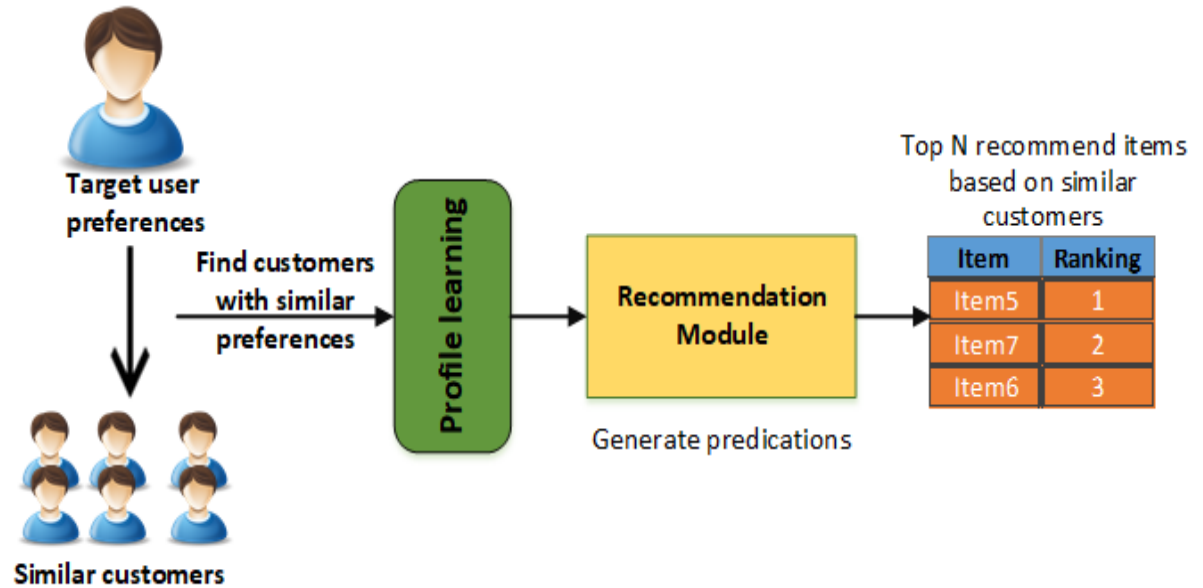 Target user
preferences
Find customers
with similar
preferences
Similar customers
Profile learning
Recommendation
Module
Generate predications
Top N recommend items
based on similar
customers
Item Ranking
Item5 1
Item7 2
Item6 3